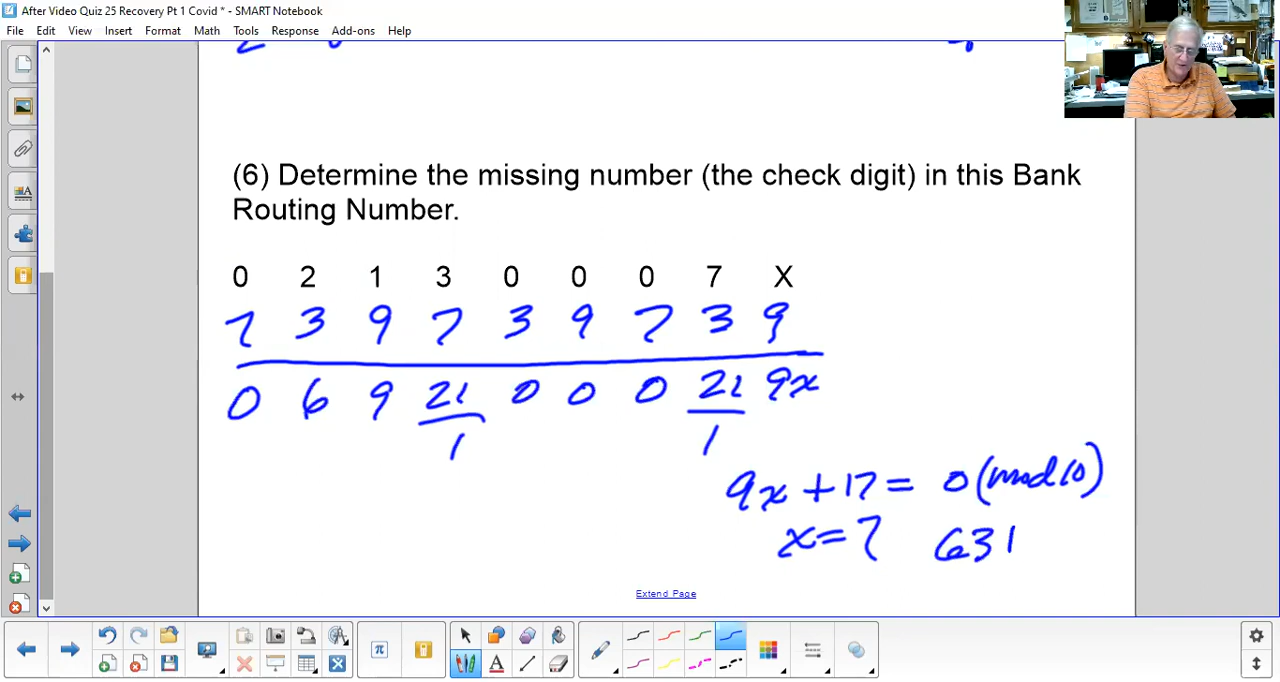 After Video Quiz 25 Recovery Pt 1 Covid * - SMART Notebook
File Edit View Insert Format Math Tools Response Add-ons Help
(6) Determine the missing number (the check digit) in this Bank
Routing Number.
0 2 1 3 0 0 0 7 X
7 3 9 7 3 9 7 3 9
0 6 9 21 0 0 0 21 9x
1 1
9x + 17 = 0 (mod 10)
x = 7 631
Extend Page